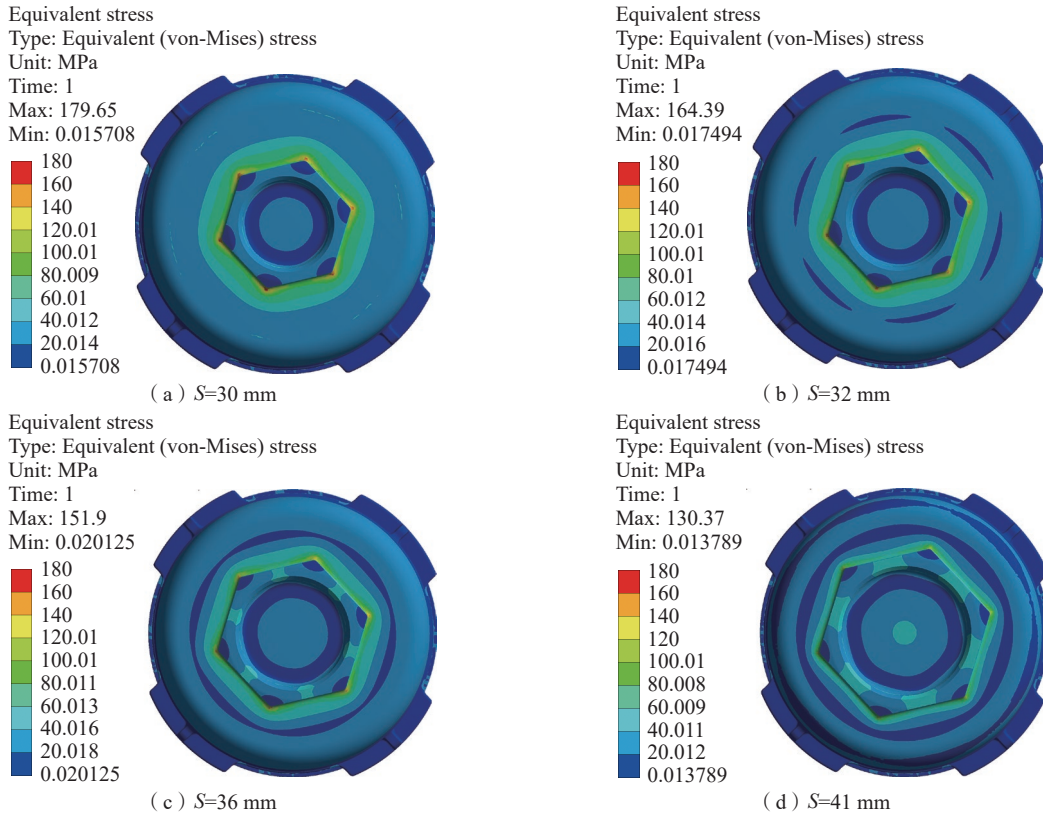 Equivalent stress
Type: Equivalent (von-Mises) stress
Unit: MPa
Time: 1
Max: 179.65
Min: 0.015708
180
160
140
120.01
100.01
80.009
60.01
40.012
20.014
0.015708
（a）S=30 mm
Equivalent stress
Type: Equivalent (von-Mises) stress
Unit: MPa
Time: 1
Max: 164.39
Min: 0.017494
180
160
140
120.01
100.01
80.01
60.012
40.014
20.016
0.017494
（b）S=32 mm
Equivalent stress
Type: Equivalent (von-Mises) stress
Unit: MPa
Time: 1
Max: 151.9
Min: 0.020125
180
160
140
120.01
100.01
80.011
60.013
40.016
20.018
0.020125
（c）S=36 mm
Equivalent stress
Type: Equivalent (von-Mises) stress
Unit: MPa
Time: 1
Max: 130.37
Min: 0.013789
180
160
140
120
100.01
80.008
60.009
40.011
20.012
0.013789
（d）S=41 mm